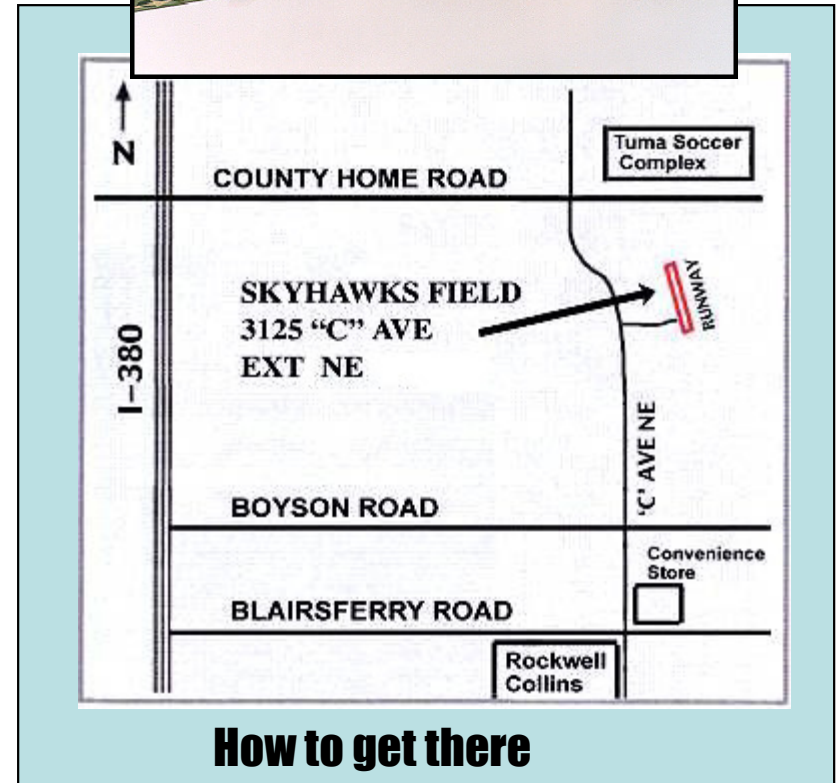 N
Tuma Soccer
Complex
COUNTY HOME ROAD
SKYHAWKS FIELD
3125 “C” AVE
EXT NE
RUNWAY
I-380
'C' AVE NE
BOYSON ROAD
Convenience
Store
BLAIRSFERRY ROAD
Rockwell
Collins
How to get there